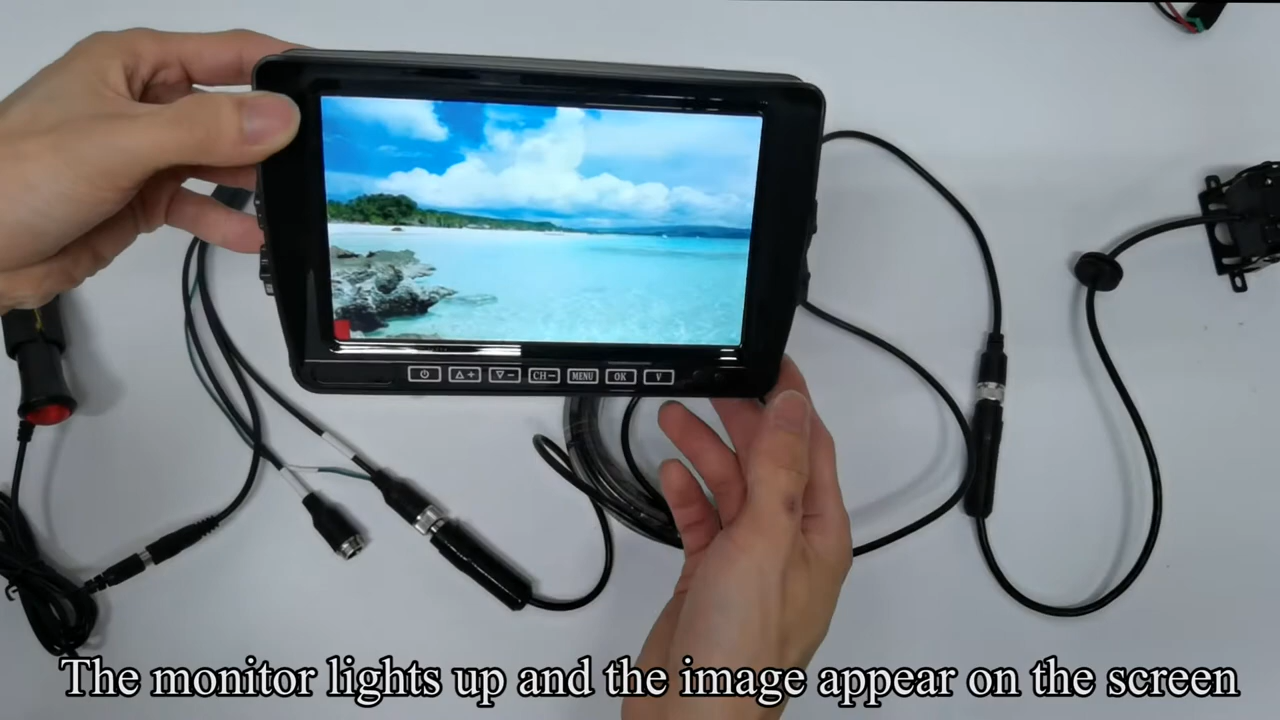 + − CH− MENU OK V
The monitor lights up and the image appear on the screen